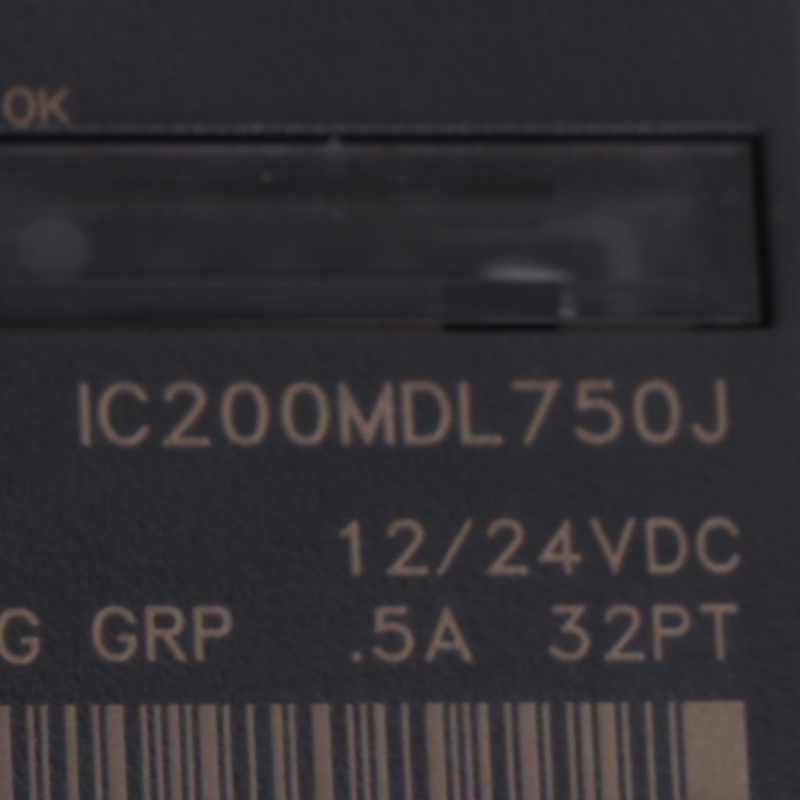 OK
IC200MDL750J
12/24VDC
G GRP .5A 32PT